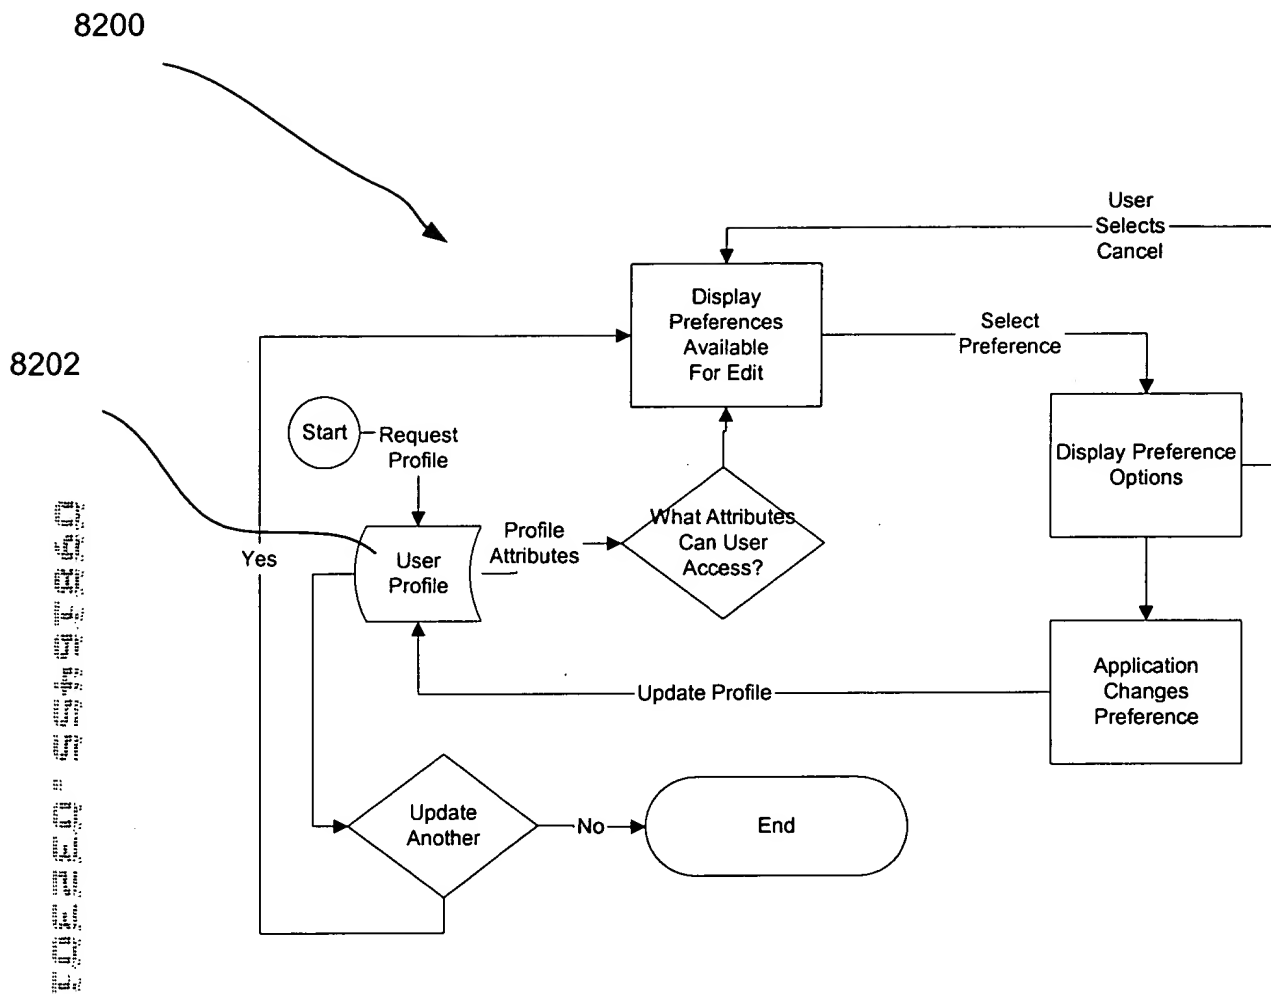 8200
User
Selects
Cancel
Display
Preferences
Available
For Edit
Select
Preference
8202
Start
Request
Profile
Display Preference
Options
What Attributes
Can User
Access?
Profile
Attributes
User
Profile
Yes
Application
Changes
Preference
Update Profile
Update
Another
No
End